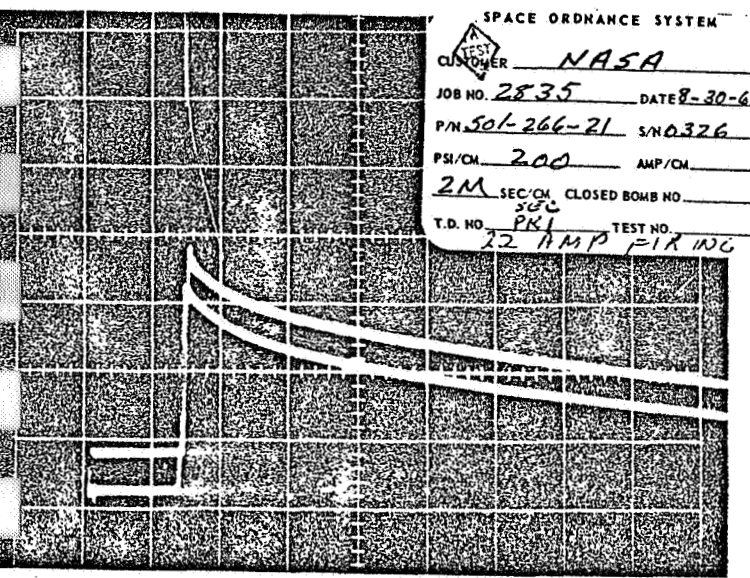 SPACE ORDNANCE SYSTEM
TEST
CUSTOMER NASA
JOB NO. 2835 DATE 8-30-6
P/N 501-266-21 S/N 0326
PSI/CM 200 AMP/CM
2M SEC/CM CLOSED BOMB NO
SEC
T.D. NO. PRI TEST NO.
22 AMP FIRING